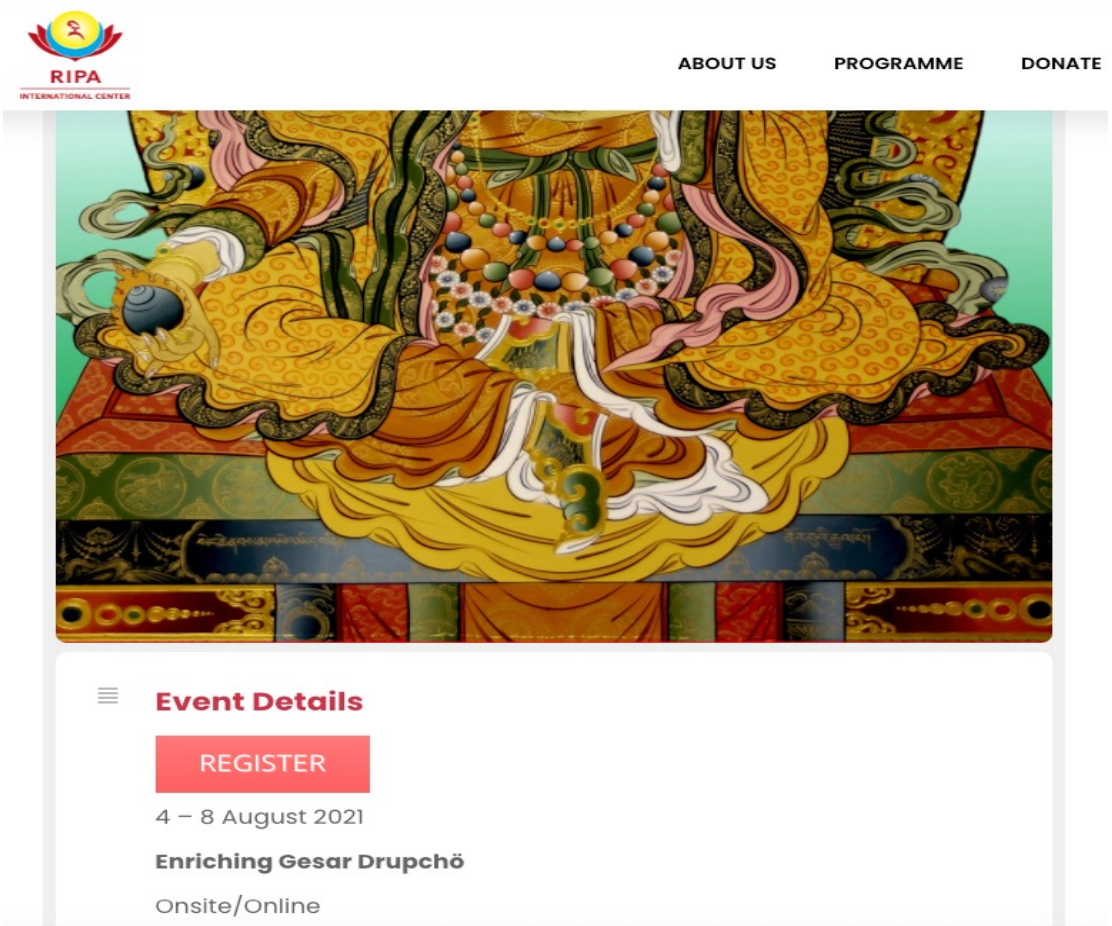 RIPA
INTERNATIONAL CENTER
ABOUT US PROGRAMME DONATE
Event Details
REGISTER
4 – 8 August 2021
Enriching Gesar Drupchö
Onsite/Online